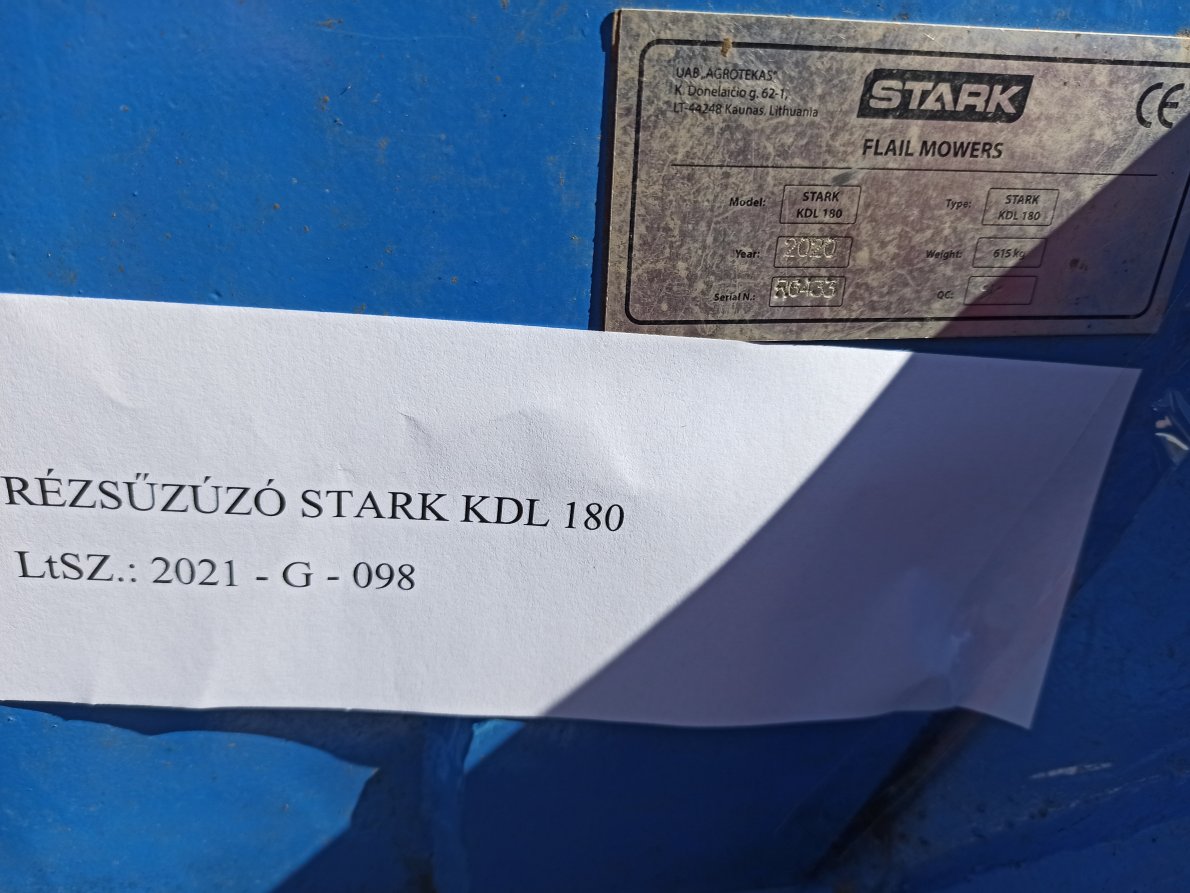 UAB „AGROTEKAS"
K. Donelaičio g. 62-1,
LT-44248 Kaunas, Lithuania
STARK
CE
FLAIL MOWERS
Model: STARK KDL 180
Type: STARK KDL 180
Year: 2020
Weight: 615 kg
Serial N.:
QC:
RÉZSŰZÚZÓ STARK KDL 180
LtSZ.: 2021 - G - 098